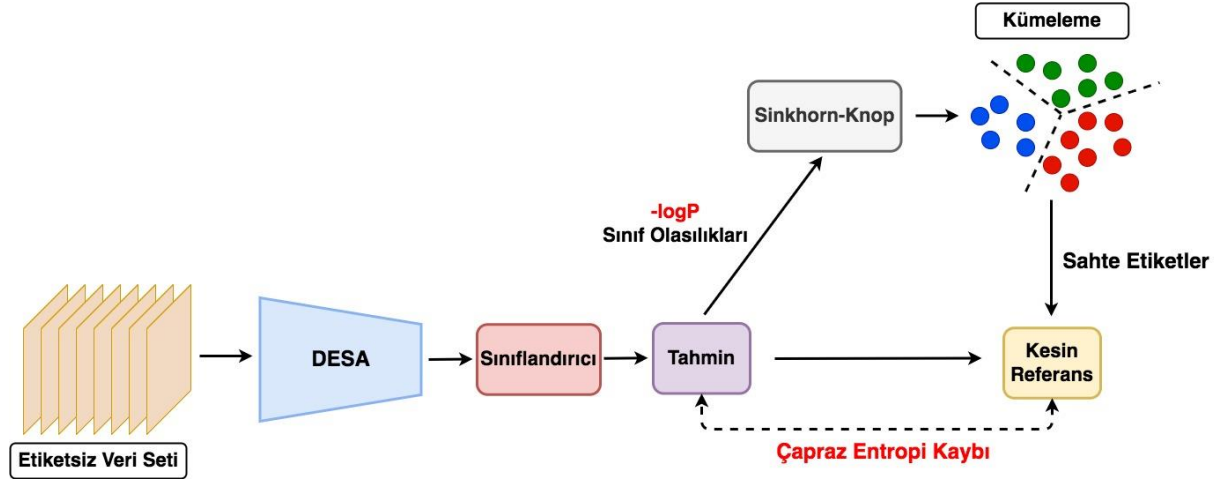 Kümeleme
Sinkhorn-Knop
-logP
Sınıf Olasılıkları
Sahte Etiketler
DESA
Sınıflandırıcı
Tahmin
Kesin
Referans
Çapraz Entropi Kaybı
Etiketsiz Veri Seti